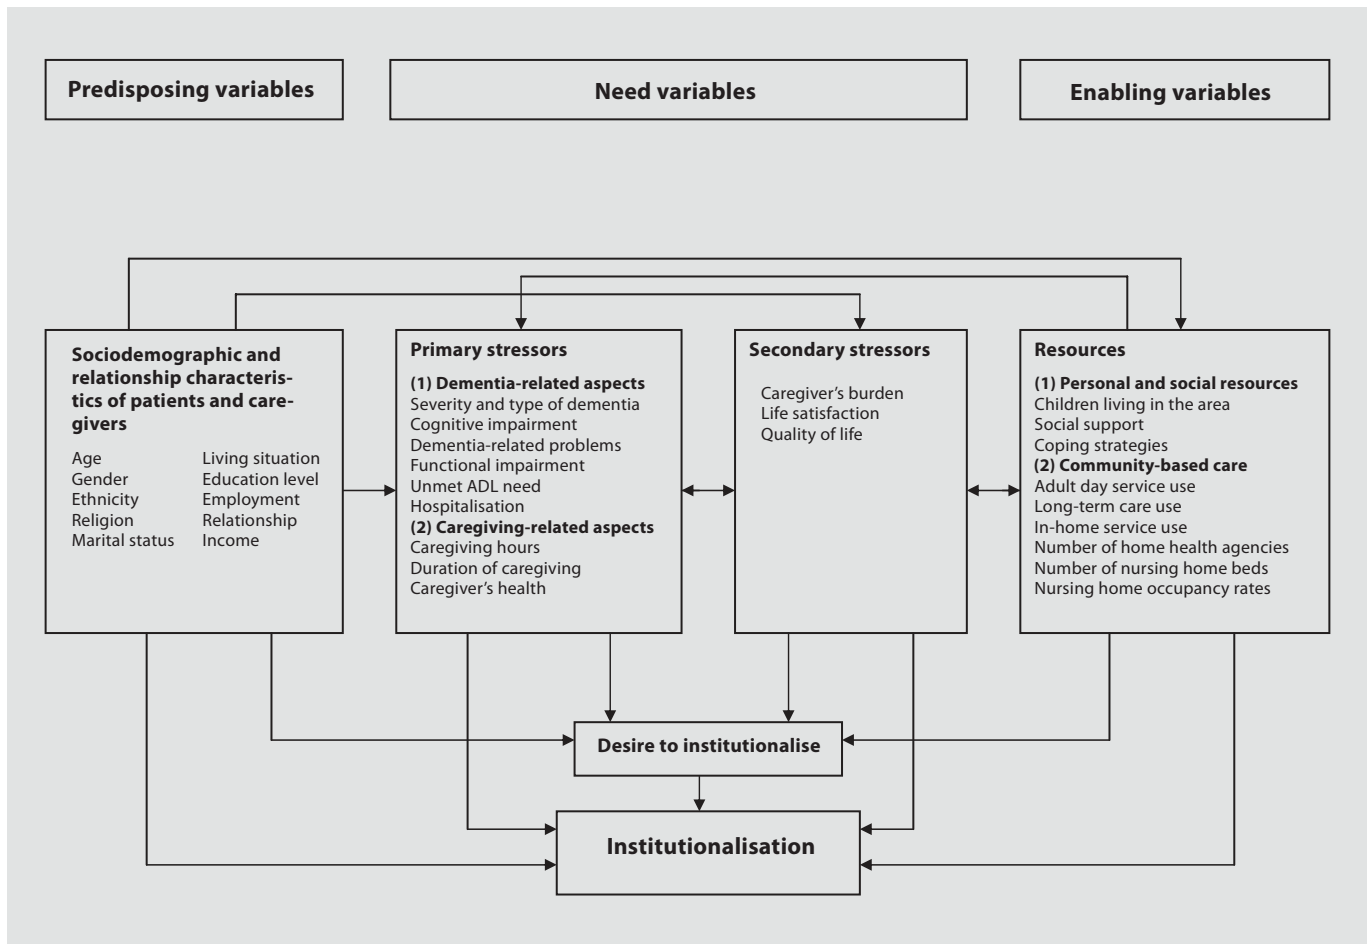 Predisposing variables
Need variables
Enabling variables
Sociodemographic and
relationship characteris-
tics of patients and care-
givers
Age
Gender
Ethnicity
Religion
Marital status
Living situation
Education level
Employment
Relationship
Income
Primary stressors
(1) Dementia-related aspects
Severity and type of dementia
Cognitive impairment
Dementia-related problems
Functional impairment
Unmet ADL need
Hospitalisation
(2) Caregiving-related aspects
Caregiving hours
Duration of caregiving
Caregiver’s health
Secondary stressors
Caregiver’s burden
Life satisfaction
Quality of life
Resources
(1) Personal and social resources
Children living in the area
Social support
Coping strategies
(2) Community-based care
Adult day service use
Long-term care use
In-home service use
Number of home health agencies
Number of nursing home beds
Nursing home occupancy rates
Desire to institutionalise
Institutionalisation